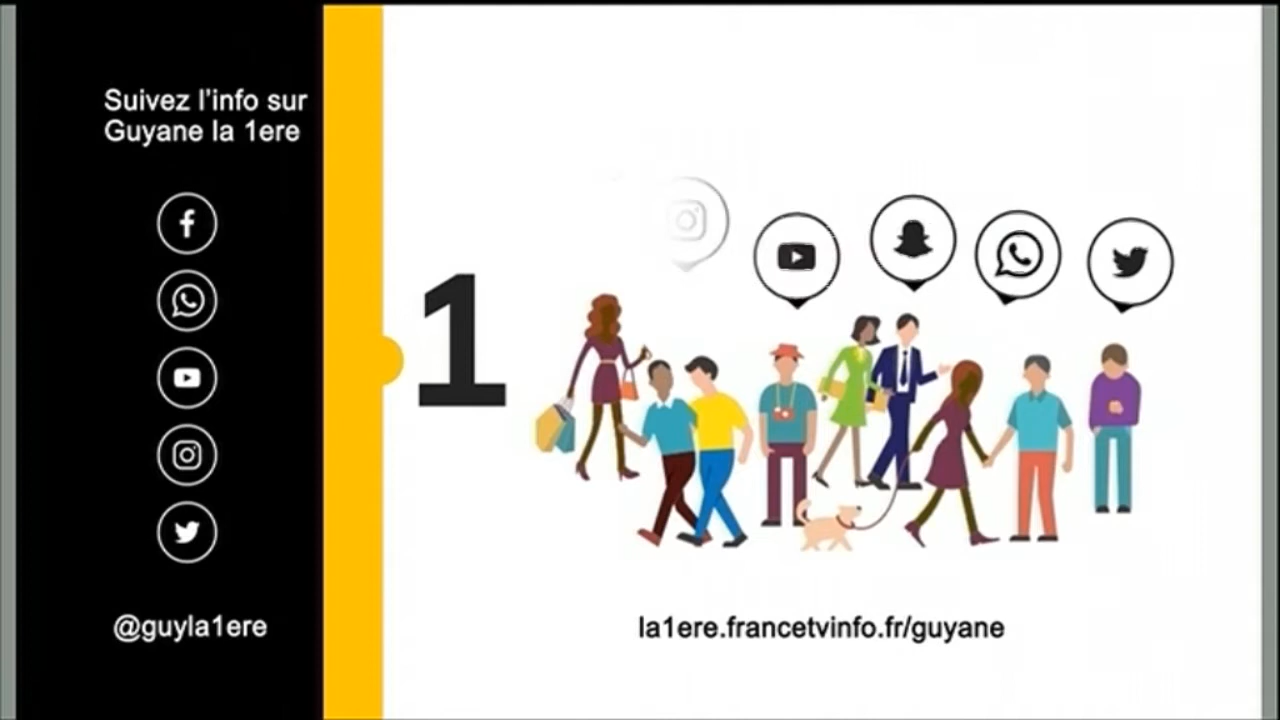 Suivez l'info sur
Guyane la 1ere
@guyla1ere
1
la1ere.francetvinfo.fr/guyane